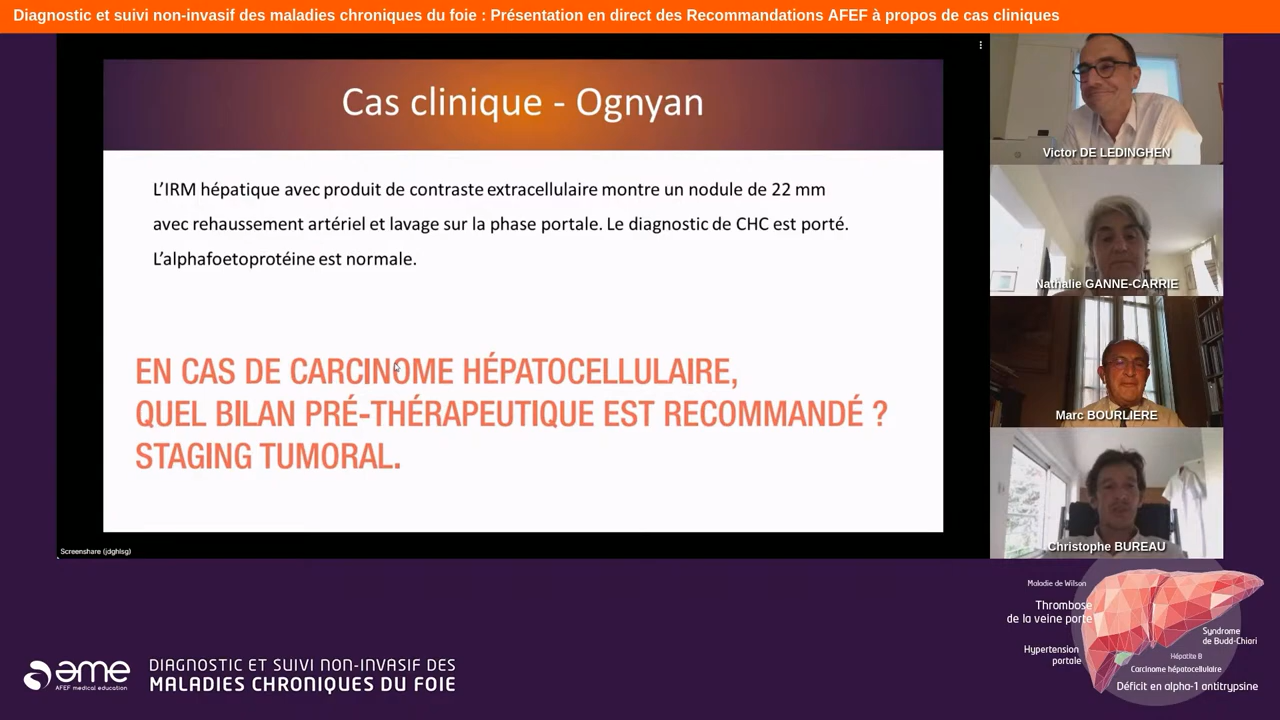 Diagnostic et suivi non-invasif des maladies chroniques du foie : Présentation en direct des Recommandations AFEF à propos de cas cliniques
Cas clinique - Ognyan
L'IRM hépatique avec produit de contraste extracellulaire montre un nodule de 22 mm
avec rehaussement artériel et lavage sur la phase portale. Le diagnostic de CHC est porté.
L'alphafoetoprotéine est normale.
EN CAS DE CARCINOME HÉPATOCELLULAIRE,
QUEL BILAN PRÉ-THÉRAPEUTIQUE EST RECOMMANDÉ ?
STAGING TUMORAL.
Screenshare (jdghlsg)
Victor DE LEDINGHEN
Nathalie GANNE-CARRIE
Marc BOURLIERE
Christophe BUREAU
Maladie de Wilson
Thrombose
de la veine porte
Syndrome
de Budd-Chiari
Hypertension
portale
Hépatite B
Carcinome hépatocellulaire
Déficit en alpha-1 antitrypsine
ame
AFEF medical education
DIAGNOSTIC ET SUIVI NON-INVASIF DES
MALADIES CHRONIQUES DU FOIE